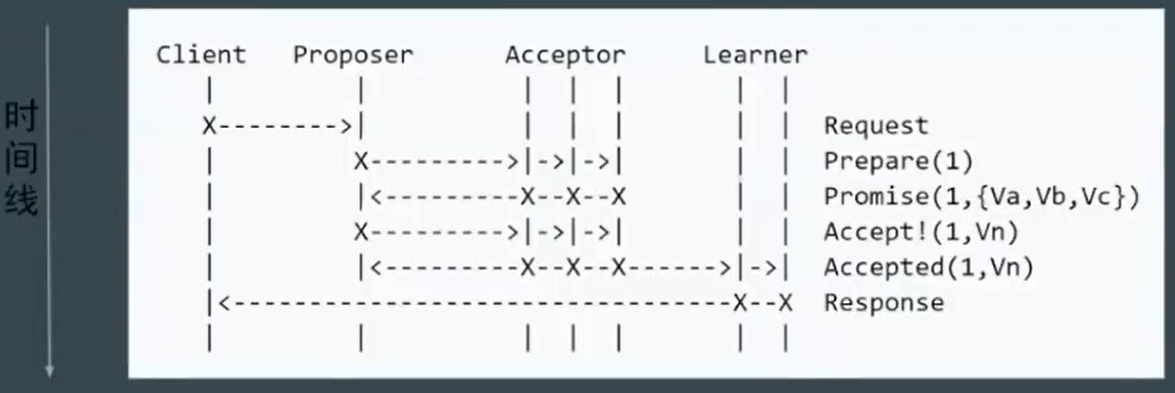 时间线
Client Proposer Acceptor Learner
Request
Prepare(1)
Promise(1,{Va,Vb,Vc})
Accept!(1,Vn)
Accepted(1,Vn)
Response